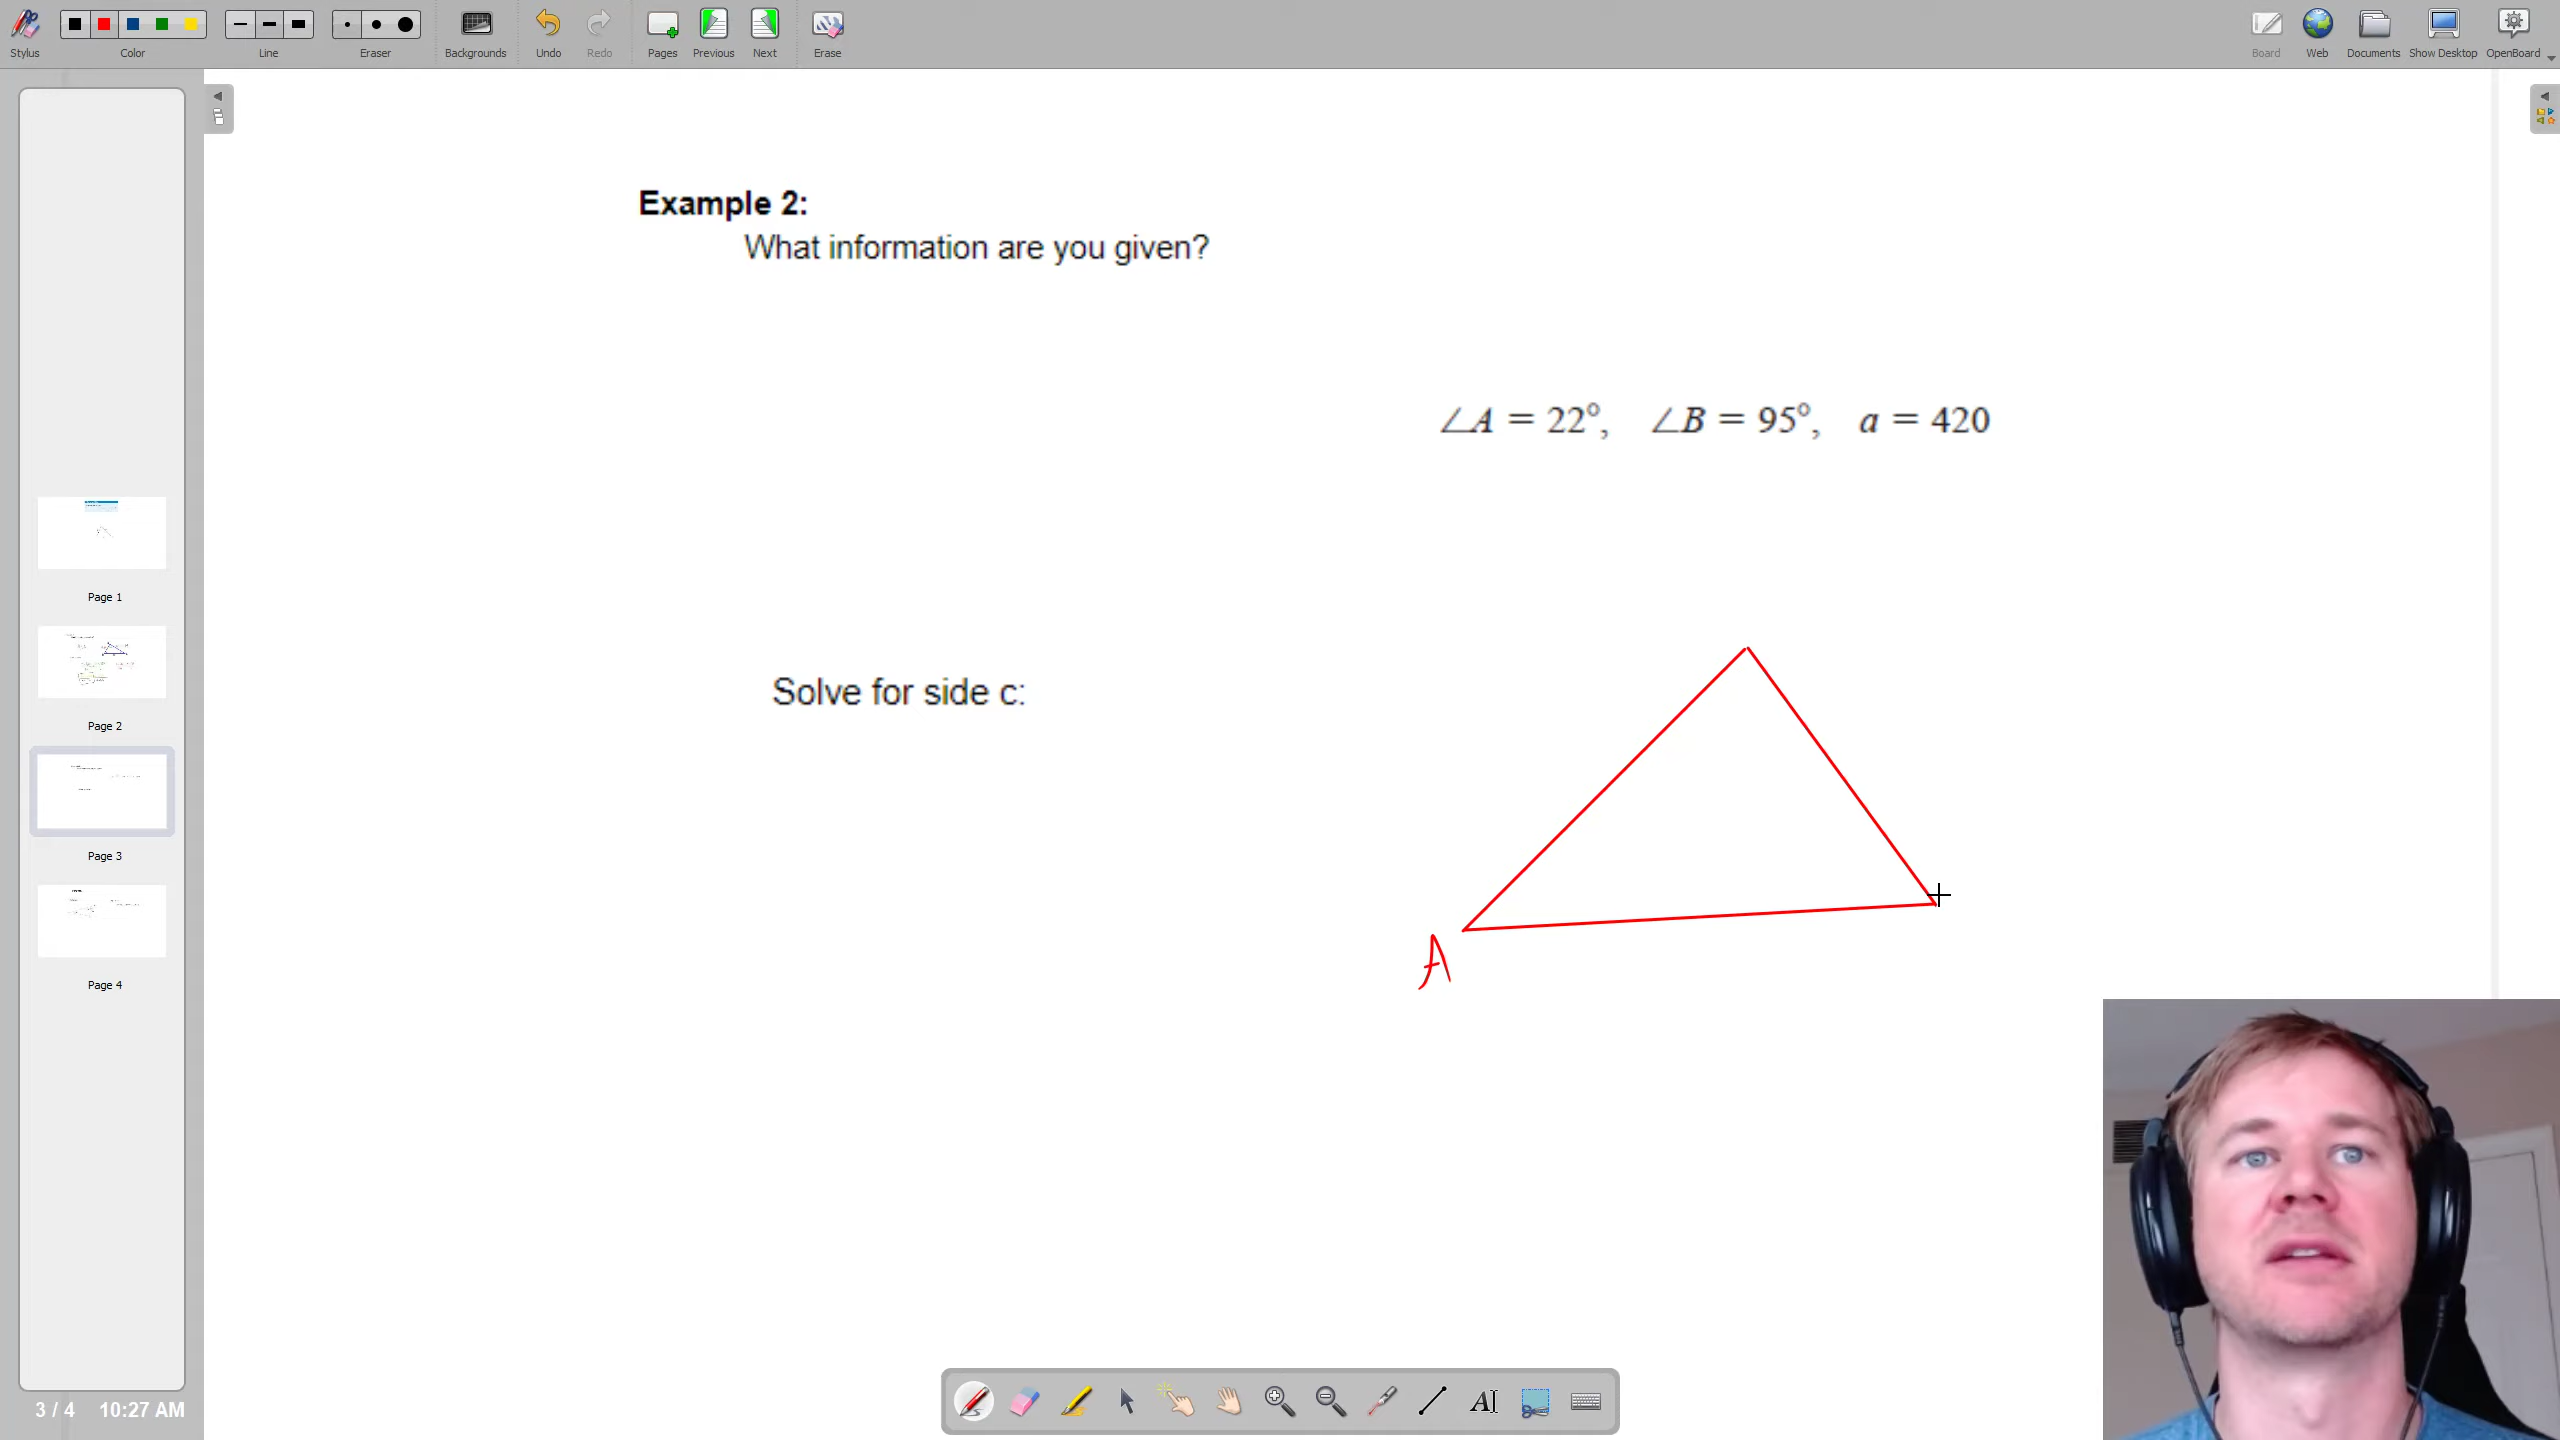 Stylus
Color
Line
Eraser
Backgrounds
Undo
Redo
Pages
Previous
Next
Erase
Board
Web
Documents
Show Desktop
OpenBoard
Example 2:
What information are you given?
∠A = 22°, ∠B = 95°, a = 420
Solve for side c:
A
Page 1
Page 2
Page 3
Page 4
3 / 4 10:27 AM
AI